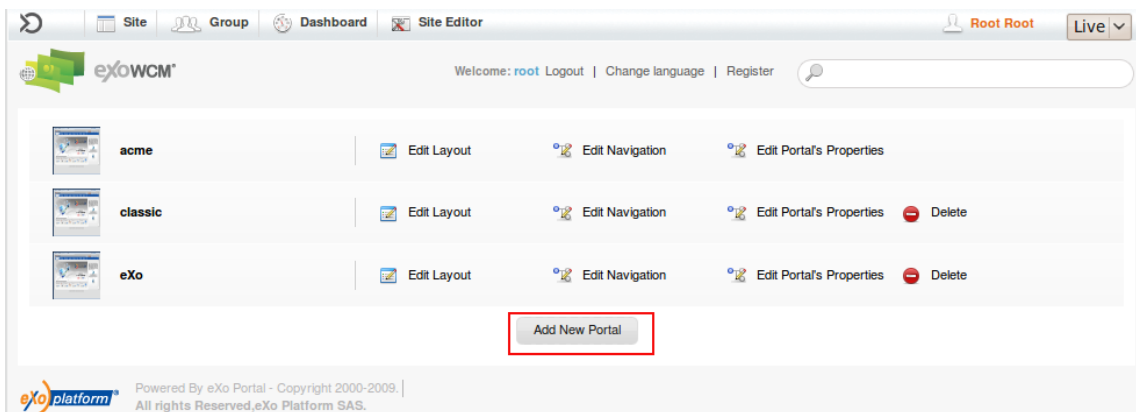 Site Group Dashboard Site Editor Root Root Live
eXoWCM Welcome: root Logout | Change language | Register
acme Edit Layout Edit Navigation Edit Portal's Properties
classic Edit Layout Edit Navigation Edit Portal's Properties Delete
eXo Edit Layout Edit Navigation Edit Portal's Properties Delete
Add New Portal
eXo platform Powered By eXo Portal - Copyright 2000-2009.
All rights Reserved,eXo Platform SAS.